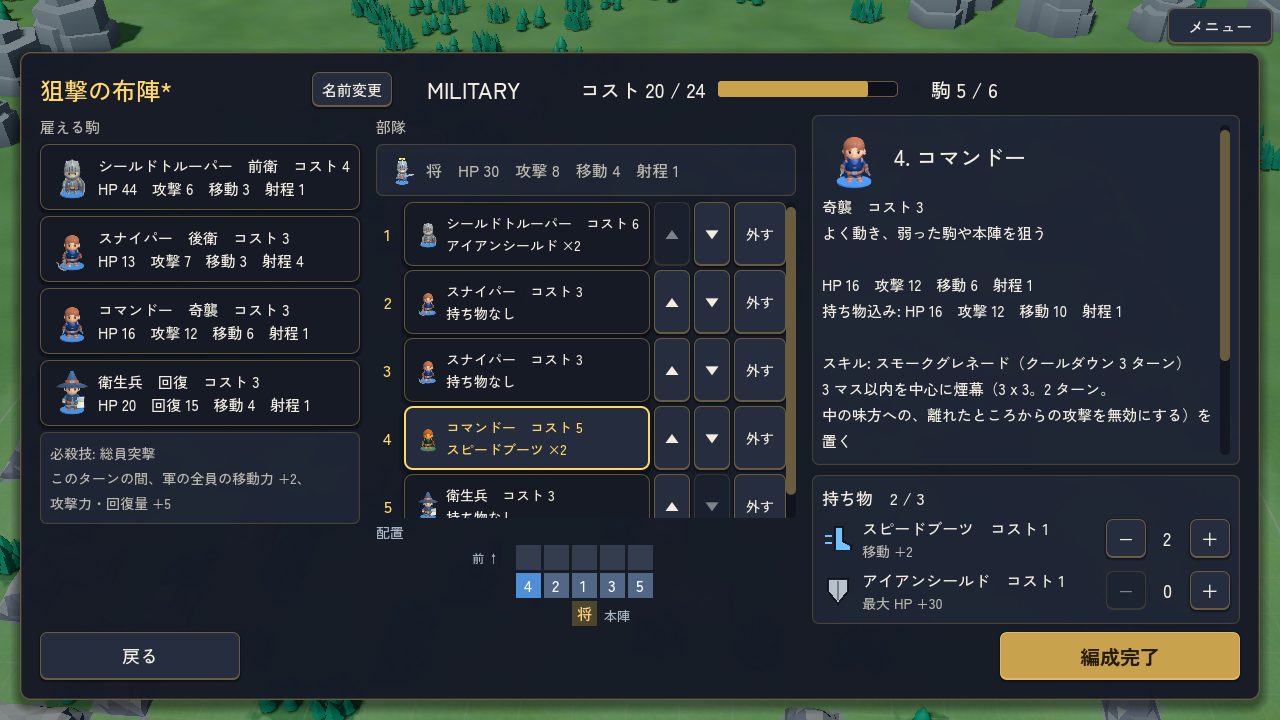 メニュー
狙撃の布陣*
名前変更
MILITARY
コスト 20 / 24
駒 5 / 6
雇える駒
シールドトルーパー　前衛　コスト 4
HP 44　攻撃 6　移動 3　射程 1
スナイパー　後衛　コスト 3
HP 13　攻撃 7　移動 3　射程 4
コマンドー　奇襲　コスト 3
HP 16　攻撃 12　移動 6　射程 1
衛生兵　回復　コスト 3
HP 20　回復 15　移動 4　射程 1
必殺技: 総員突撃
このターンの間、軍の全員の移動力 +2、
攻撃力・回復量 +5
部隊
将　HP 30　攻撃 8　移動 4　射程 1
1
シールドトルーパー　コスト 6
アイアンシールド ×2
▲
▼
外す
2
スナイパー　コスト 3
持ち物なし
▲
▼
外す
3
スナイパー　コスト 3
持ち物なし
▲
▼
外す
4
コマンドー　コスト 5
スピードブーツ ×2
▲
▼
外す
5
衛生兵　コスト 3
持ち物なし
▲
▼
外す
配置
前 ↑
4 2 1 3 5
将 本陣
4. コマンドー
奇襲　コスト 3
よく動き、弱った駒や本陣を狙う
HP 16　攻撃 12　移動 6　射程 1
持ち物込み: HP 16　攻撃 12　移動 10　射程 1
スキル: スモークグレネード（クールダウン 3 ターン）
3 マス以内を中心に煙幕（3 x 3。2 ターン。
中の味方への、離れたところからの攻撃を無効にする）を
置く
持ち物　2 / 3
スピードブーツ　コスト 1
移動 +2
− 2 +
アイアンシールド　コスト 1
最大 HP +30
− 0 +
戻る
編成完了